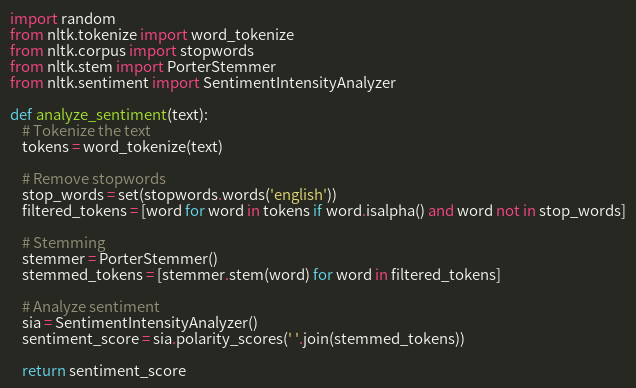 import random
from nltk.tokenize import word_tokenize
from nltk.corpus import stopwords
from nltk.stem import PorterStemmer
from nltk.sentiment import SentimentIntensityAnalyzer

def analyze_sentiment(text):
    # Tokenize the text
    tokens = word_tokenize(text)

    # Remove stopwords
    stop_words = set(stopwords.words('english'))
    filtered_tokens = [word for word in tokens if word.isalpha() and word not in stop_words]

    # Stemming
    stemmer = PorterStemmer()
    stemmed_tokens = [stemmer.stem(word) for word in filtered_tokens]

    # Analyze sentiment
    sia = SentimentIntensityAnalyzer()
    sentiment_score = sia.polarity_scores(' '.join(stemmed_tokens))

    return sentiment_score